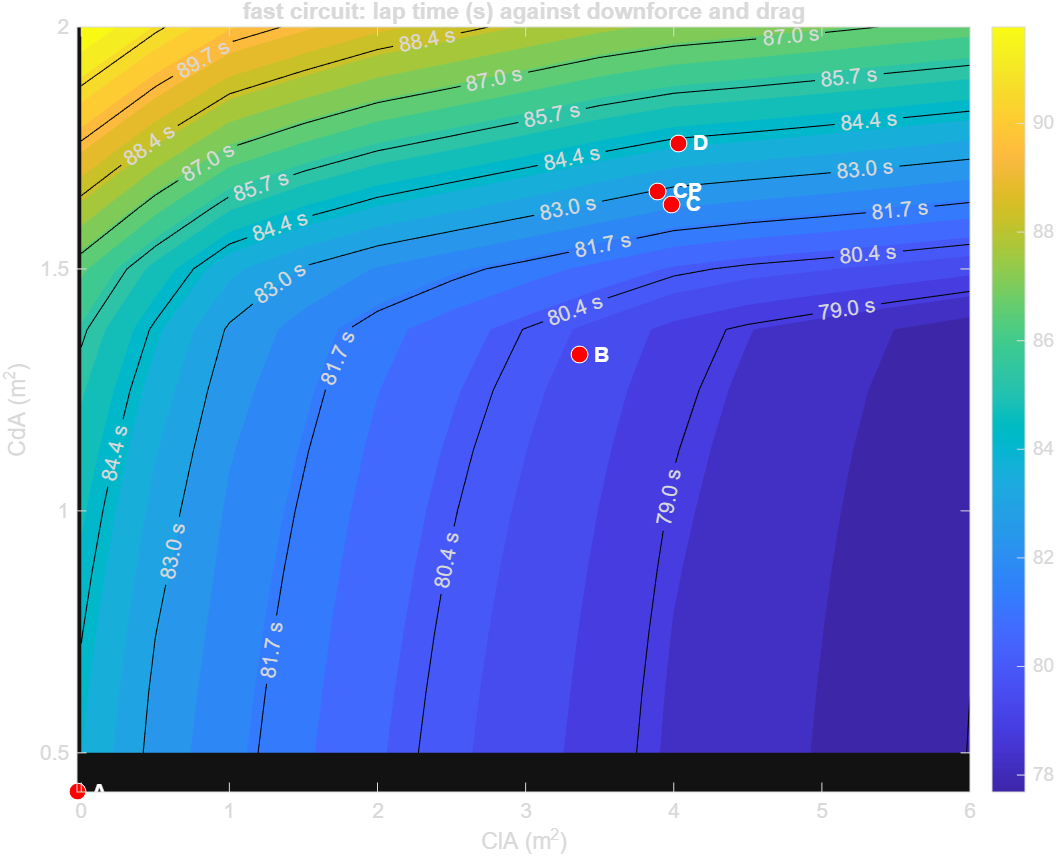 fast circuit: lap time (s) against downforce and drag
2
1.5
1
0.5
CdA (m²)
0
1
2
3
4
5
6
ClA (m²)
90
88
86
84
82
80
78
89.7 s
88.4 s
87.0 s
88.4 s
87.0 s
85.7 s
87.0 s
85.7 s
84.4 s
D
85.7 s
84.4 s
83.0 s
CP
C
84.4 s
83.0 s
81.7 s
83.0 s
81.7 s
80.4 s
80.4 s
79.0 s
81.7 s
B
84.4 s
79.0 s
83.0 s
80.4 s
81.7 s
A